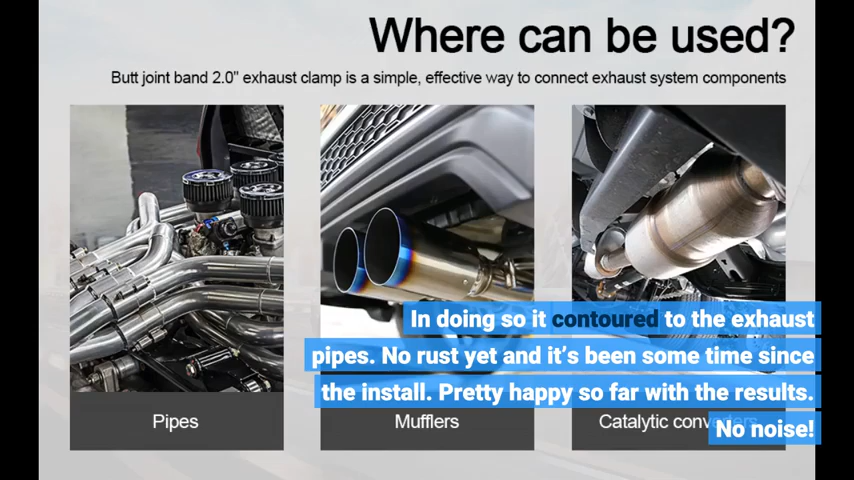 Where can be used?
Butt joint band 2.0" exhaust clamp is a simple, effective way to connect exhaust system components
In doing so it contoured to the exhaust
pipes. No rust yet and it's been some time since
the install. Pretty happy so far with the results.
No noise!
Pipes
Mufflers
Catalytic converters